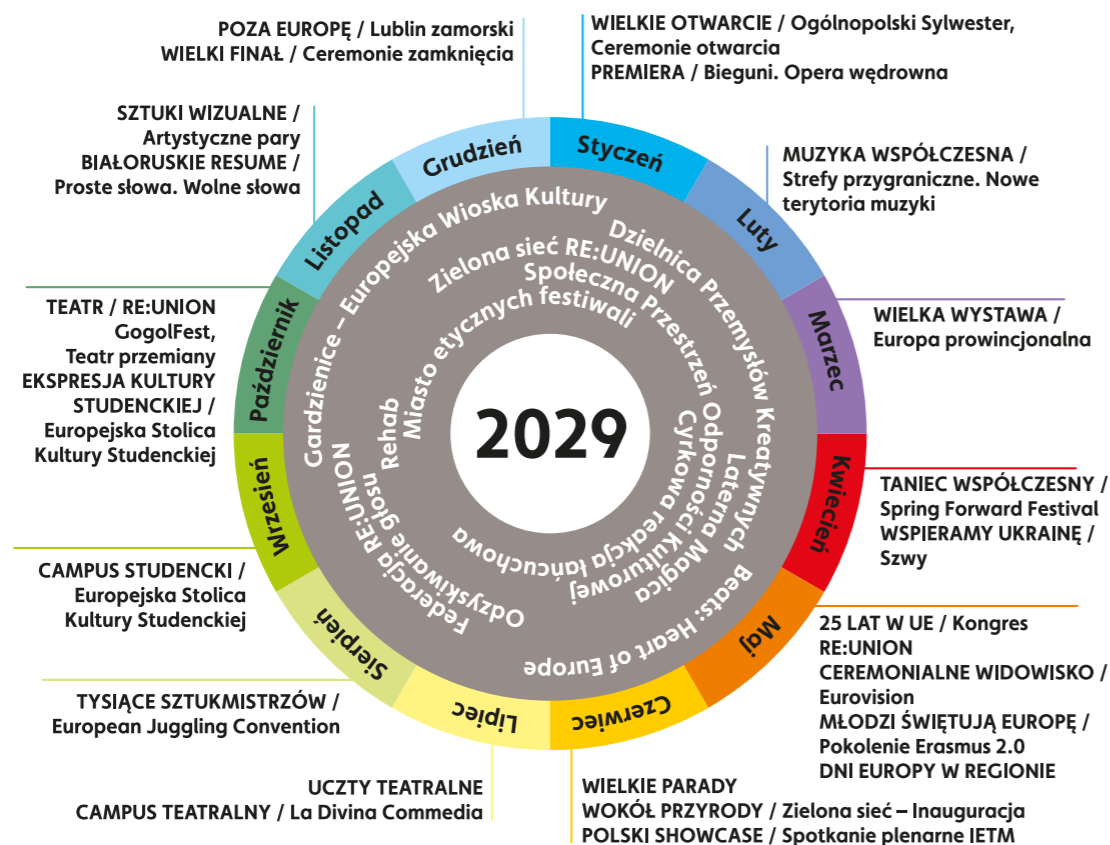 POZA EUROPĘ / Lublin zamorski
WIELKI FINAŁ / Ceremonie zamknięcia
WIELKIE OTWARCIE / Ogólnopolski Sylwester,
Ceremonie otwarcia
PREMIERA / Bieguni. Opera wędrowna
SZTUKI WIZUALNE /
Artystyczne pary
BIAŁORUSKIE RESUME /
Proste słowa. Wolne słowa
MUZYKA WSPÓŁCZESNA /
Strefy przygraniczne. Nowe
terytoria muzyki
TEATR / RE:UNION
GogolFest,
Teatr przemiany
EKSPRESJA KULTURY
STUDENCKIEJ /
Europejska Stolica
Kultury Studenckiej
WIELKA WYSTAWA /
Europa prowincjonalna
TANIEC WSPÓŁCZESNY /
Spring Forward Festival
WSPIERAMY UKRAINĘ /
Szwy
CAMPUS STUDENCKI /
Europejska Stolica
Kultury Studenckiej
25 LAT W UE / Kongres
RE:UNION
CEREMONIALNE WIDOWISKO /
Eurovision
MŁODZI ŚWIĘTUJĄ EUROPĘ /
Pokolenie Erasmus 2.0
DNI EUROPY W REGIONIE
TYSIĄCE SZTUKMISTRZÓW /
European Juggling Convention
UCZTY TEATRALNE
CAMPUS TEATRALNY / La Divina Commedia
WIELKIE PARADY
WOKÓŁ PRZYRODY / Zielona sieć – Inauguracja
POLSKI SHOWCASE / Spotkanie plenarne IETM
Styczeń
Luty
Marzec
Kwiecień
Maj
Czerwiec
Lipiec
Sierpień
Wrzesień
Październik
Listopad
Grudzień
Gardzienice – Europejska Wioska Kultury
Dzielnica Przemysłów Kreatywnych
Zielona sieć RE:UNION
Społeczna Przestrzeń Odporności Kulturowej
Miasto etycznych festiwali
Rehab
Cyrkowa reakcja łańcuchowa
Laterna Magica
Beats: Heart of Europe
Federacja RE:UNION
Odzyskiwanie głosu
2029